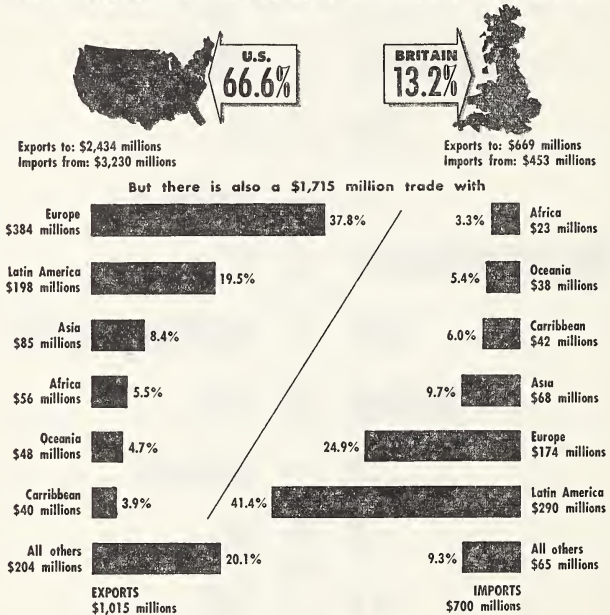 U.S.
66.6%
BRITAIN
13.2%
Exports to: $2,434 millions
Imports from: $3,230 millions
Exports to: $669 millions
Imports from: $453 millions
But there is also a $1,715 million trade with
Europe
$384 millions
37.8%
Latin America
$198 millions
19.5%
Asia
$85 millions
8.4%
Africa
$56 millions
5.5%
Oceania
$48 millions
4.7%
Carribbean
$40 millions
3.9%
All others
$204 millions
20.1%
EXPORTS
$1,015 millions
3.3%
Africa
$23 millions
5.4%
Oceania
$38 millions
6.0%
Carribbean
$42 millions
9.7%
Asia
$68 millions
24.9%
Europe
$174 millions
41.4%
Latin America
$290 millions
9.3%
All others
$65 millions
IMPORTS
$700 millions